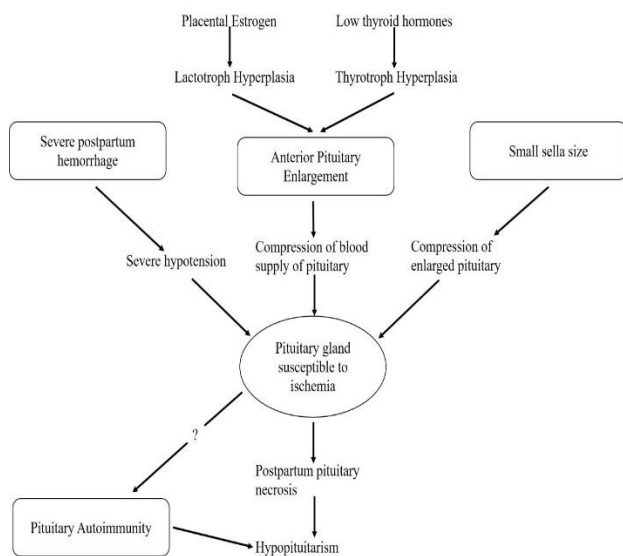 Placental Estrogen
Low thyroid hormones
Lactotroph Hyperplasia
Thyrotroph Hyperplasia
Severe postpartum
hemorrhage
Anterior Pituitary
Enlargement
Small sella size
Severe hypotension
Compression of blood
supply of pituitary
Compression of
enlarged pituitary
Pituitary gland
susceptible to
ischemia
?
Postpartum pituitary
necrosis
Pituitary Autoimmunity
Hypopituitarism